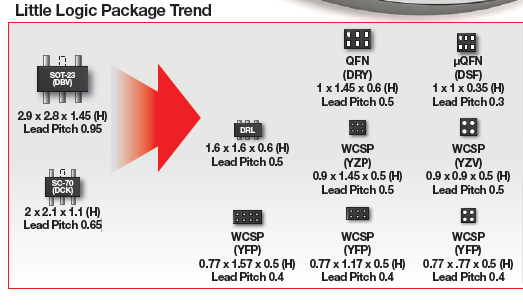 Little Logic Package Trend
SOT-23
(DBV)
2.9 x 2.8 x 1.45 (H)
Lead Pitch 0.95
SC-70
(DCK)
2 x 2.1 x 1.1 (H)
Lead Pitch 0.65
DRL
1.6 x 1.6 x 0.6 (H)
Lead Pitch 0.5
WCSP
(YFP)
0.77 x 1.57 x 0.5 (H)
Lead Pitch 0.4
QFN
(DRY)
1 x 1.45 x 0.6 (H)
Lead Pitch 0.5
WCSP
(YZP)
0.9 x 1.45 x 0.5 (H)
Lead Pitch 0.5
WCSP
(YFP)
0.77 x 1.17 x 0.5 (H)
Lead Pitch 0.4
µQFN
(DSF)
1 x 1 x 0.35 (H)
Lead Pitch 0.3
WCSP
(YZV)
0.9 x 0.9 x 0.5 (H)
Lead Pitch 0.5
WCSP
(YFP)
0.77 x .77 x 0.5 (H)
Lead Pitch 0.4